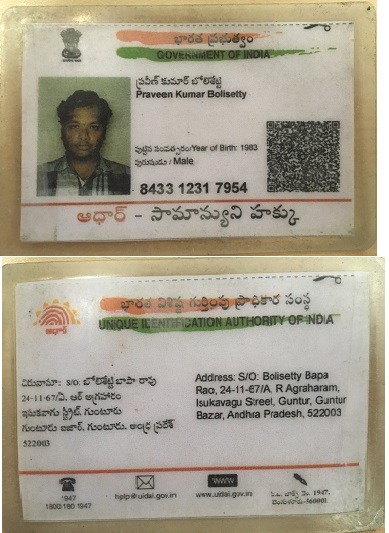 భారత ప్రభుత్వం
GOVERNMENT OF INDIA
ప్రవీణ్ కుమార్ బోలిశెట్టి
Praveen Kumar Bolisetty
పుట్టిన సంవత్సరం/Year of Birth: 1983
పురుషుడు / Male
8433 1231 7954
ఆధార్ - సామాన్యుని హక్కు
భారత విశిష్ట గుర్తింపు ప్రాధికార సంస్థ
UNIQUE IDENTIFICATION AUTHORITY OF INDIA
ఆధార్
చిరునామా: S/O: బోలిశెట్టి బాపా రావు
24-11-67/ఏ. ఆర్ అగ్రహారం
ఇసుకవాగు స్ట్రీట్. గుంటూరు
గుంటూరు బజార్. గుంటూరు. ఆంధ్ర ప్రదేశ్
522003
Address: S/O: Bolisetty Bapa
Rao, 24-11-67/A, R Agraharam,
Isukavagu Street, Guntur, Guntur
Bazar, Andhra Pradesh, 522003
1947
1800 180 1947
help@uidai.gov.in
www
www.uidai.gov.in
పి.ఒ. బాక్స్ నెం. 1947,
బెంగళూరు-560001